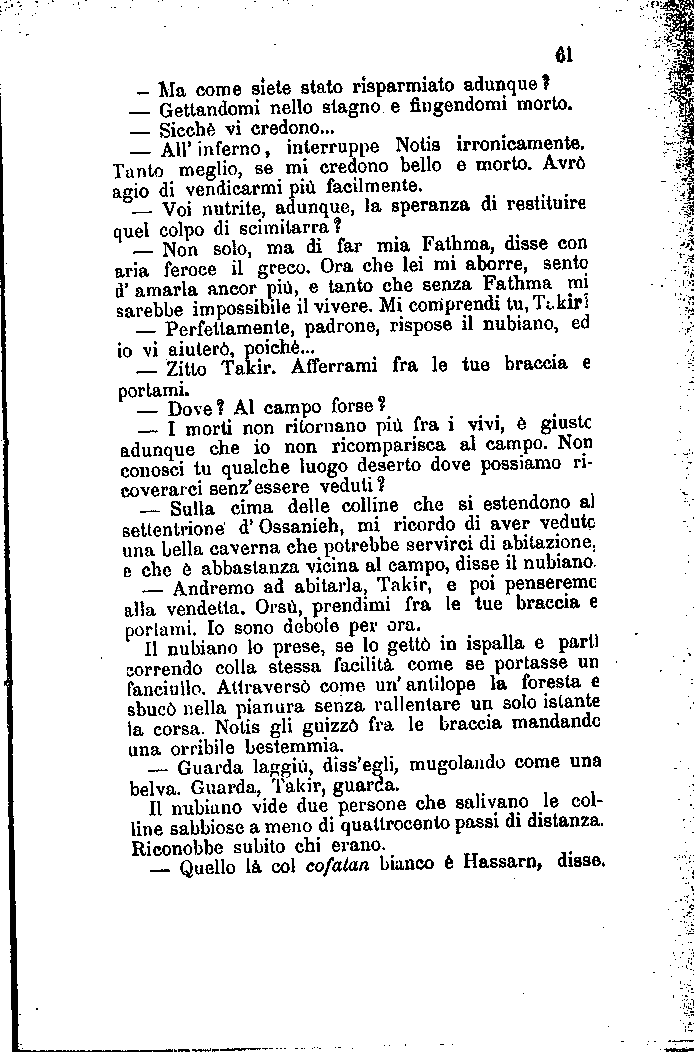 61
— Ma come siete stato risparmiato adunque?
— Gettandomi nello stagno e fingendomi morto.
— Sicchè vi credono...
— All' inferno, interruppe Notis ironicamente.
Tanto meglio, se mi credono bello e morto. Avrò
agio di vendicarmi più facilmente.
— Voi nutrite, adunque, la speranza di restituire
quel colpo di scimitarra?
— Non solo, ma di far mia Fathma, disse con
aria feroce il greco. Ora che lei mi aborre, sento
d' amarla ancor più, e tanto che senza Fathma mi
sarebbe impossibile il vivere. Mi comprendi tu, Takir?
— Perfettamente, padrone, rispose il nubiano, ed
io vi aiuterò, poichè...
— Zitto Takir. Afferrami fra le tue braccia e
portami.
— Dove? Al campo forse?
— I morti non ritornano più fra i vivi, è giusto
adunque che io non ricomparisca al campo. Non
conosci tu qualche luogo deserto dove possiamo ri-
coverarci senz'essere veduti?
— Sulla cima delle colline che si estendono al
settentrione d' Ossanieh, mi ricordo di aver veduto
una bella caverna che potrebbe servirci di abitazione,
e che è abbastanza vicina al campo, disse il nubiano.
— Andremo ad abitarla, Takir, e poi penseremo
alla vendetta. Orsù, prendimi fra le tue braccia e
portami. Io sono debole per ora.
Il nubiano lo prese, se lo gettò in ispalla e partì
correndo colla stessa facilità come se portasse un
fanciullo. Attraversò come un' antilope la foresta e
sbucò nella pianura senza rallentare un solo istante
la corsa. Notis gli guizzò fra le braccia mandando
una orribile bestemmia.
— Guarda laggiù, diss'egli, mugolando come una
belva. Guarda, Takir, guarda.
Il nubiano vide due persone che salivano le col-
line sabbiose a meno di quattrocento passi di distanza.
Riconobbe subito chi erano.
— Quello là col cofatan bianco è Hassarn, disse.